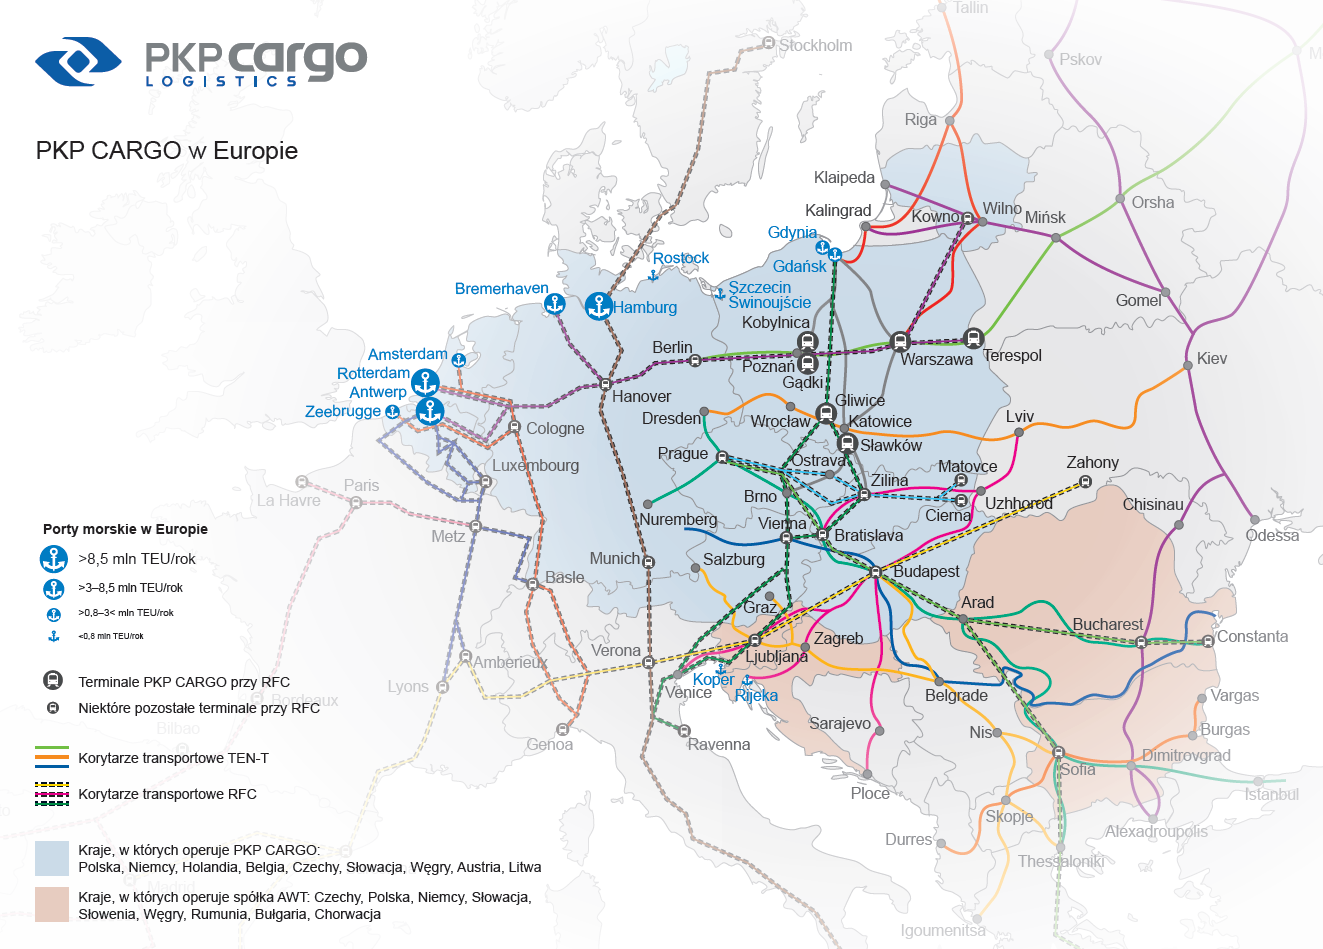 PKP cargo
LOGISTICS
PKP CARGO w Europie
Stockholm
Tallin
Pskov
M
Riga
Klaipeda
Kalingrad
Kowno
Wilno
Mińsk
Orsha
Gdynia
Gdańsk
Rostock
Szczecin
Świnoujście
Bremerhaven
Hamburg
Gomel
Kobylnica
Berlin
Poznań
Gądki
Warszawa
Terespol
Kiev
Amsterdam
Rotterdam
Antwerp
Zeebrugge
Hanover
Dresden
Wrocław
Gliwice
Katowice
Sławków
Lviv
Cologne
Prague
Ostrava
Zilina
Matovce
Zahony
Luxembourg
La Havre
Paris
Brno
Cierna
Uzhhorod
Chisinau
Nuremberg
Vienna
Bratislava
Odessa
Metz
Munich
Salzburg
Budapest
Basle
Graz
Arad
Bucharest
Constanta
Verona
Ljubljana
Zagreb
Amberieux
Lyons
Koper
Rijeka
Venice
Belgrade
Vargas
Bordeaux
Bilbao
Genoa
Ravenna
Sarajevo
Nis
Burgas
Sofia
Dimitrovgrad
Ploce
Istanbul
Skopje
Durres
Alexadroupolis
Thessaloniki
Madrid
Igoumenitsa
Porty morskie w Europie
>8,5 mln TEU/rok
>3–8,5 mln TEU/rok
>0,8–3< mln TEU/rok
<0,8 mln TEU/rok
Terminale PKP CARGO przy RFC
Niektóre pozostałe terminale przy RFC
Korytarze transportowe TEN-T
Korytarze transportowe RFC
Kraje, w których operuje PKP CARGO:
Polska, Niemcy, Holandia, Belgia, Czechy, Słowacja, Węgry, Austria, Litwa
Kraje, w których operuje spółka AWT: Czechy, Polska, Niemcy, Słowacja,
Słowenia, Węgry, Rumunia, Bułgaria, Chorwacja